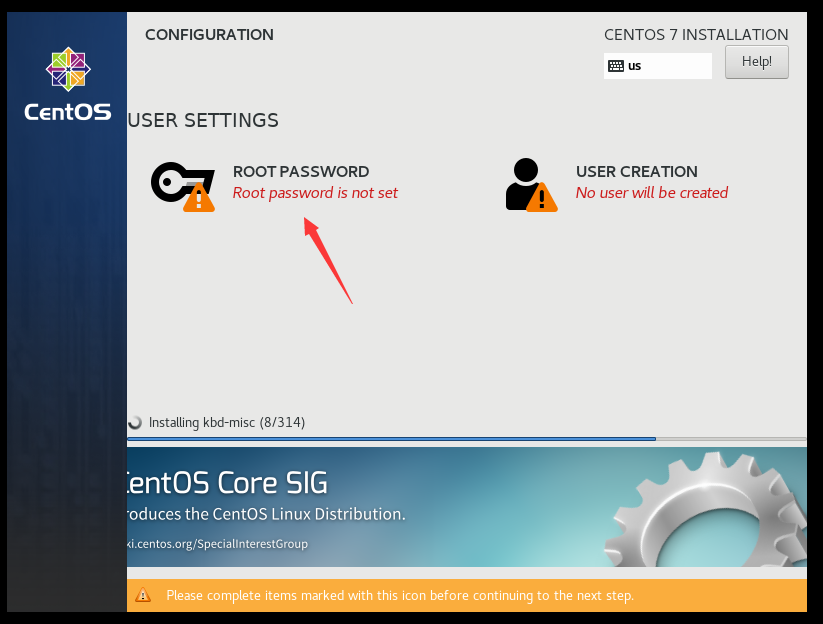 CentOS
CONFIGURATION
CENTOS 7 INSTALLATION
us
Help!
USER SETTINGS
ROOT PASSWORD
Root password is not set
USER CREATION
No user will be created
Installing kbd-misc (8/314)
CentOS Core SIG
roduces the CentOS Linux Distribution.
ki.centos.org/SpecialInterestGroup
Please complete items marked with this icon before continuing to the next step.